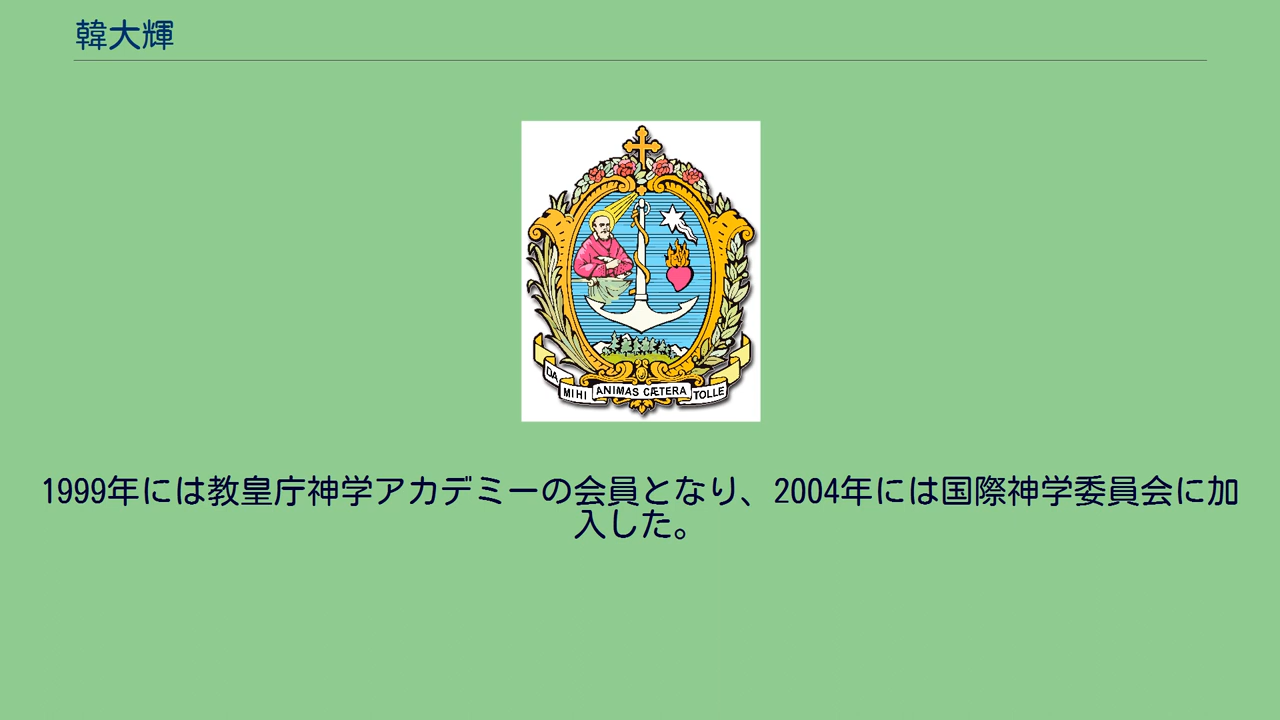 韓大輝
DA MIHI ANIMAS CÆTERA TOLLE
1999年には教皇庁神学アカデミーの会員となり、2004年には国際神学委員会に加
入した。